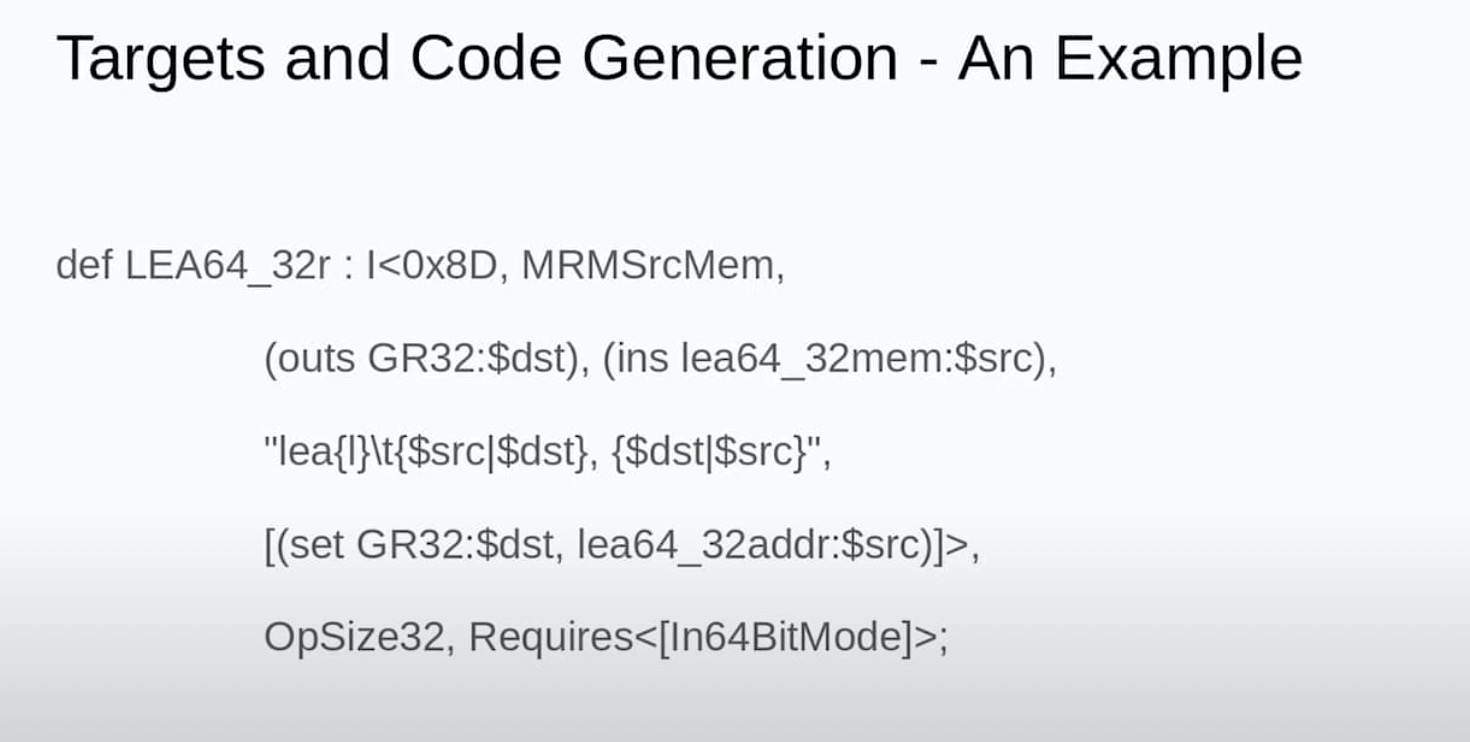 Targets and Code Generation - An Example
def LEA64_32r : I<0x8D, MRMSrcMem,
(outs GR32:$dst), (ins lea64_32mem:$src),
"lea{l}\t{$src|$dst}, {$dst|$src}",
[(set GR32:$dst, lea64_32addr:$src)]>,
OpSize32, Requires<[In64BitMode]>;